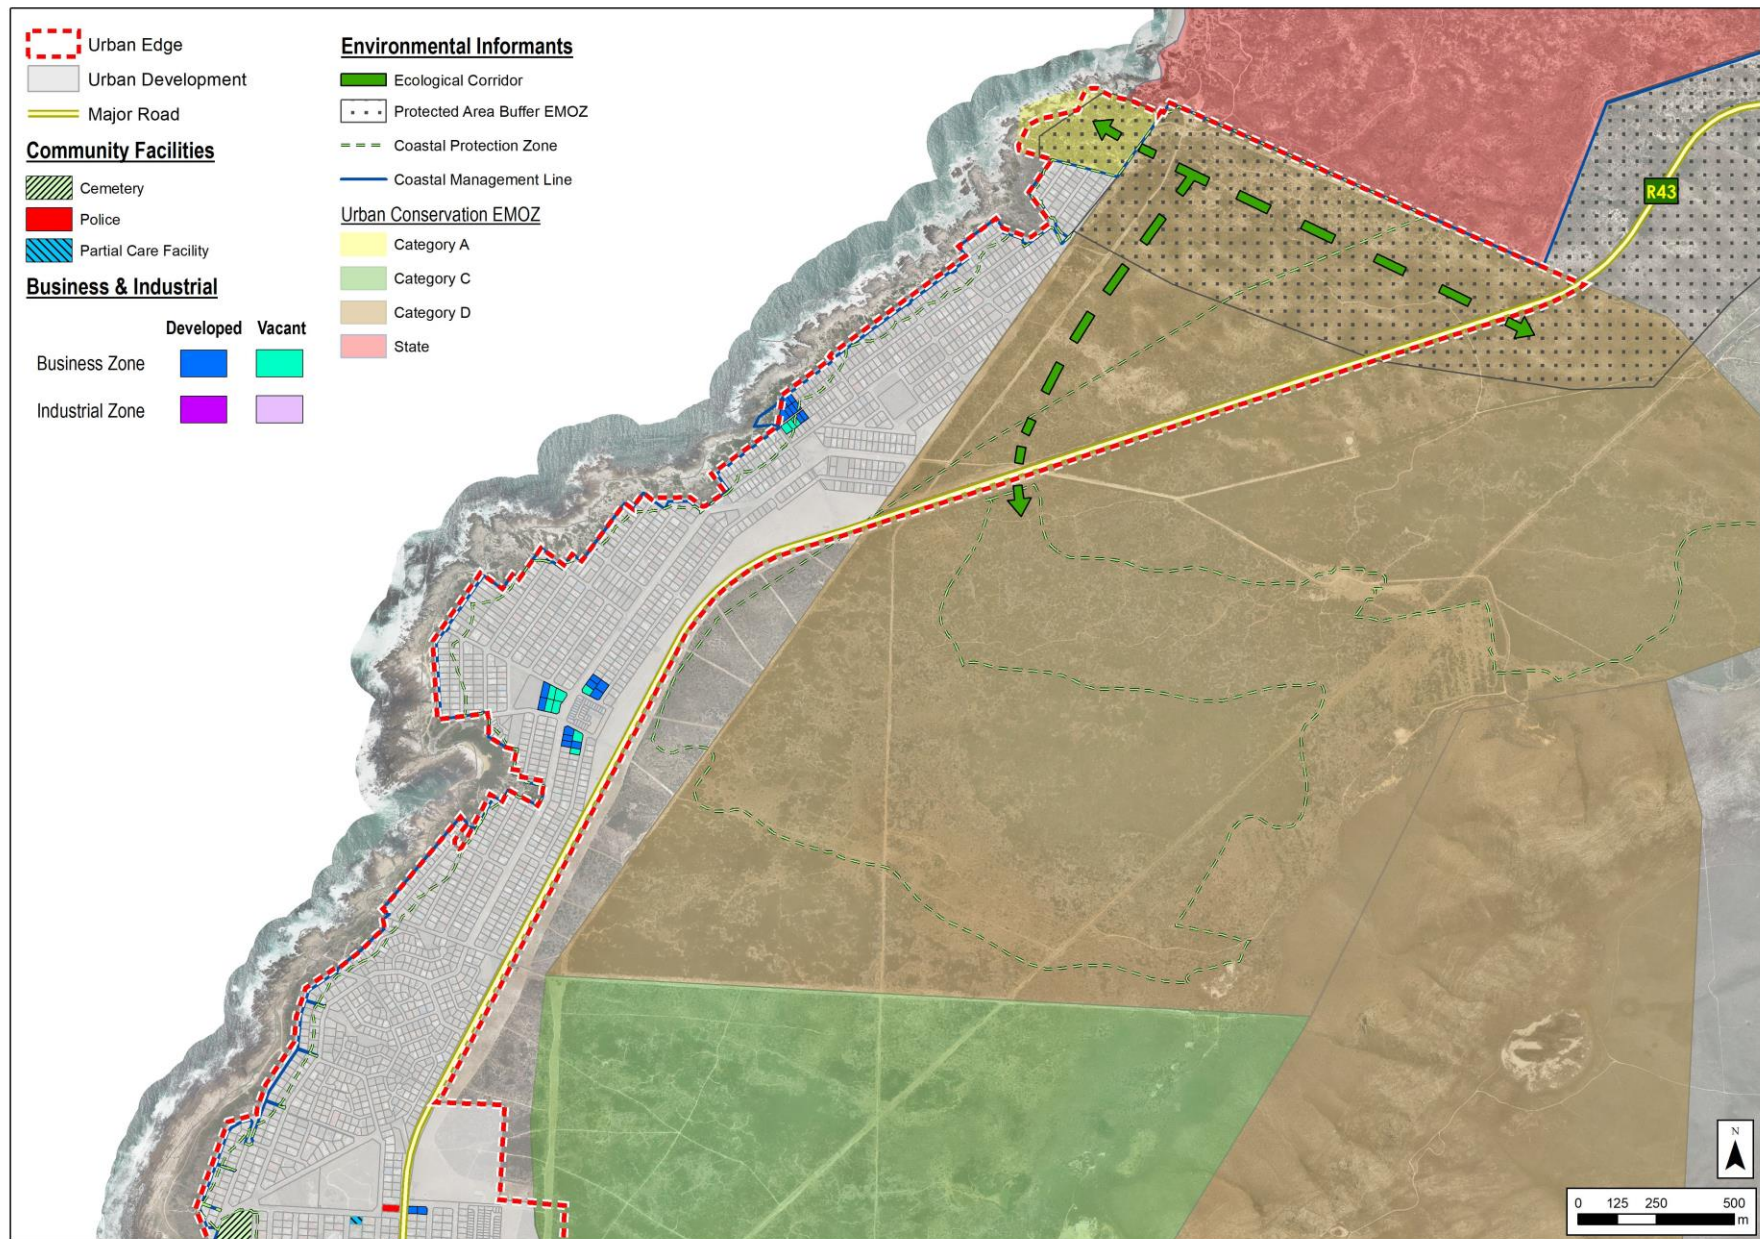 Urban Edge
Urban Development
Major Road
Community Facilities
Cemetery
Police
Partial Care Facility
Business & Industrial
Developed Vacant
Business Zone
Industrial Zone
Environmental Informants
Ecological Corridor
Protected Area Buffer EMOZ
Coastal Protection Zone
Coastal Management Line
Urban Conservation EMOZ
Category A
Category C
Category D
State
R43
N
0 125 250 500
m